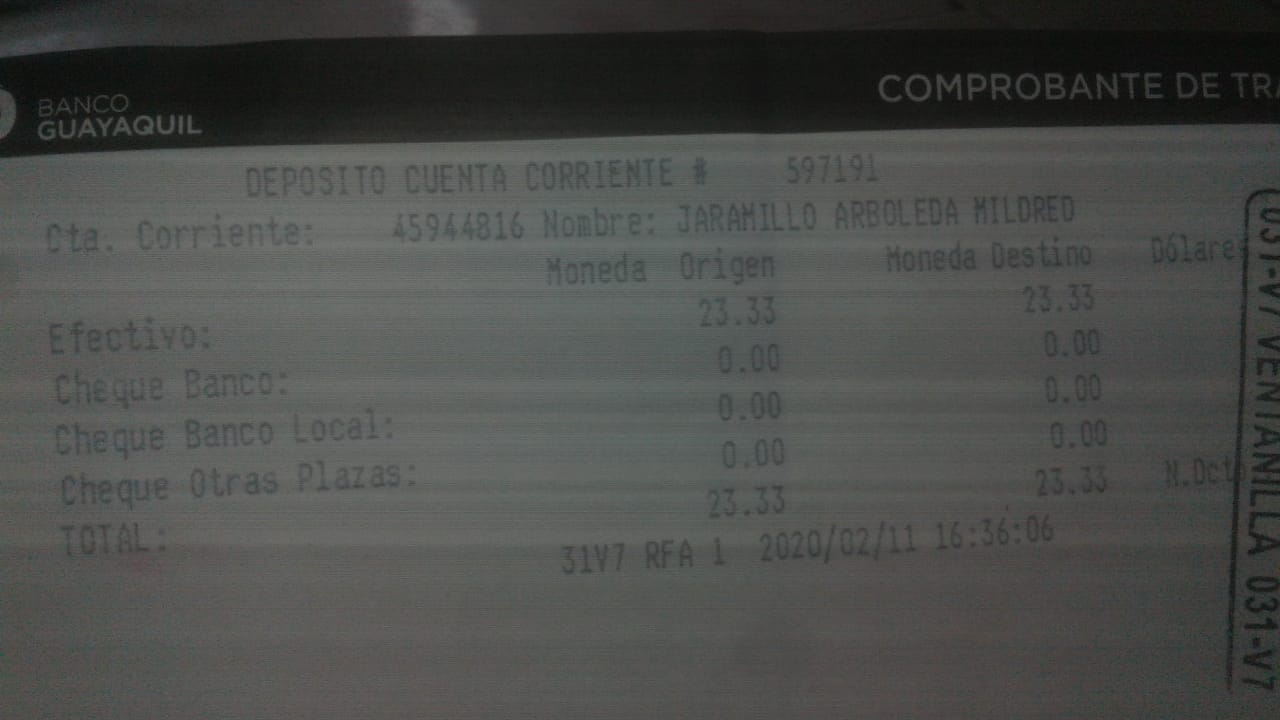 BANCO
GUAYAQUIL
COMPROBANTE DE TRA
DEPOSITO CUENTA CORRIENTE # 597191
Cta. Corriente: 45944816 Nombre: JARAMILLO ARBOLEDA MILDRED
Moneda Origen Moneda Destino Dólares
Efectivo: 23.33 23.33
Cheque Banco: 0.00 0.00
Cheque Banco Local: 0.00 0.00
Cheque Otras Plazas: 0.00 0.00
TOTAL: 23.33 23.33 N.Dct
31V7 RFA 1 2020/02/11 16:36:06
031-V7 VENTANILLA 031-V7